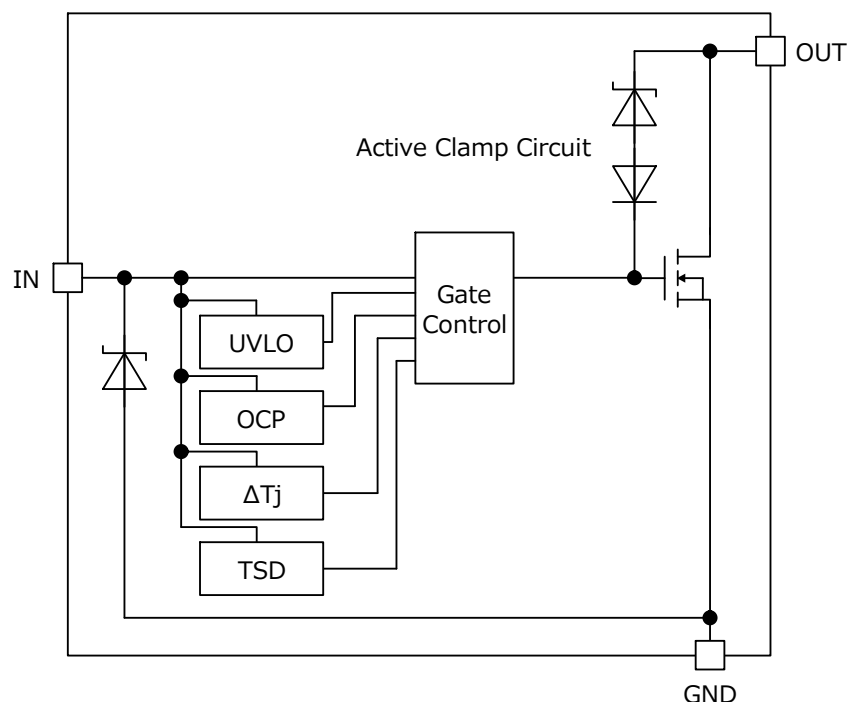 OUT
Active Clamp Circuit
IN
Gate
Control
UVLO
OCP
ΔTj
TSD
GND